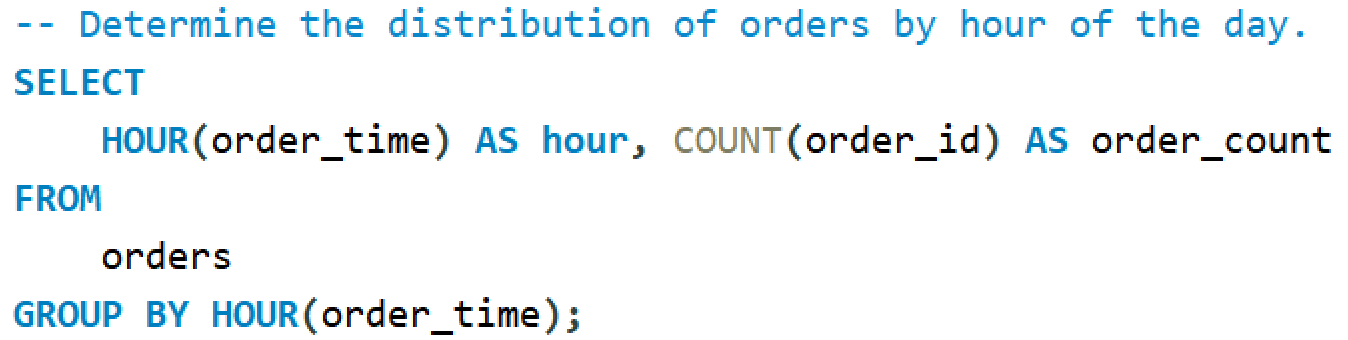 -- Determine the distribution of orders by hour of the day.
SELECT
    HOUR(order_time) AS hour, COUNT(order_id) AS order_count
FROM
    orders
GROUP BY HOUR(order_time);